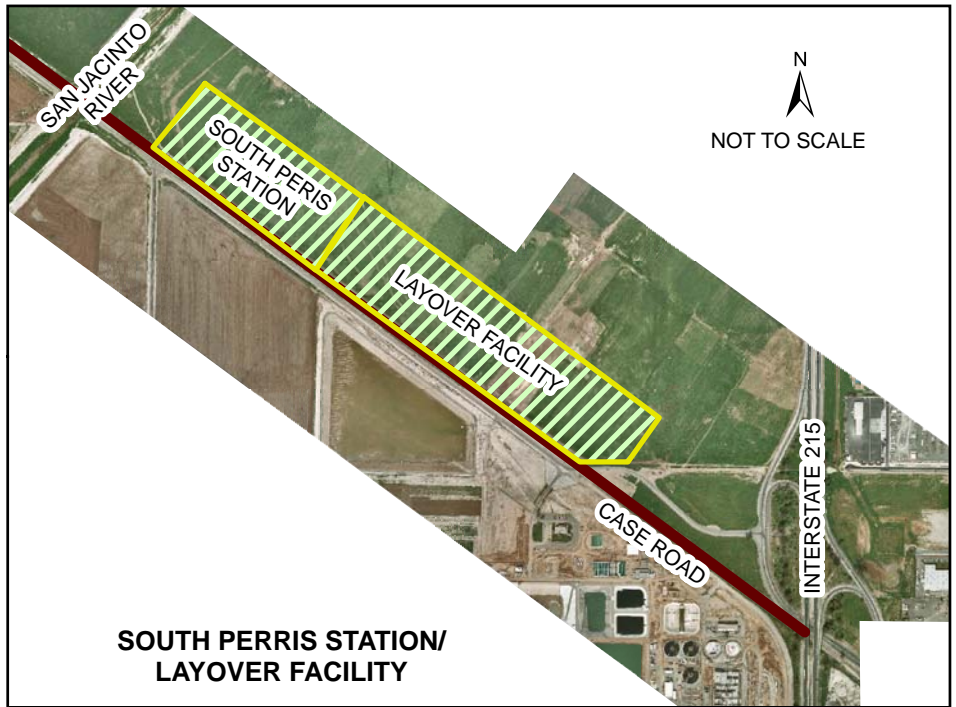 SAN JACINTO
RIVER
N
NOT TO SCALE
SOUTH PERIS
STATION
LAYOVER FACILITY
CASE ROAD
INTERSTATE 215
SOUTH PERRIS STATION/
LAYOVER FACILITY